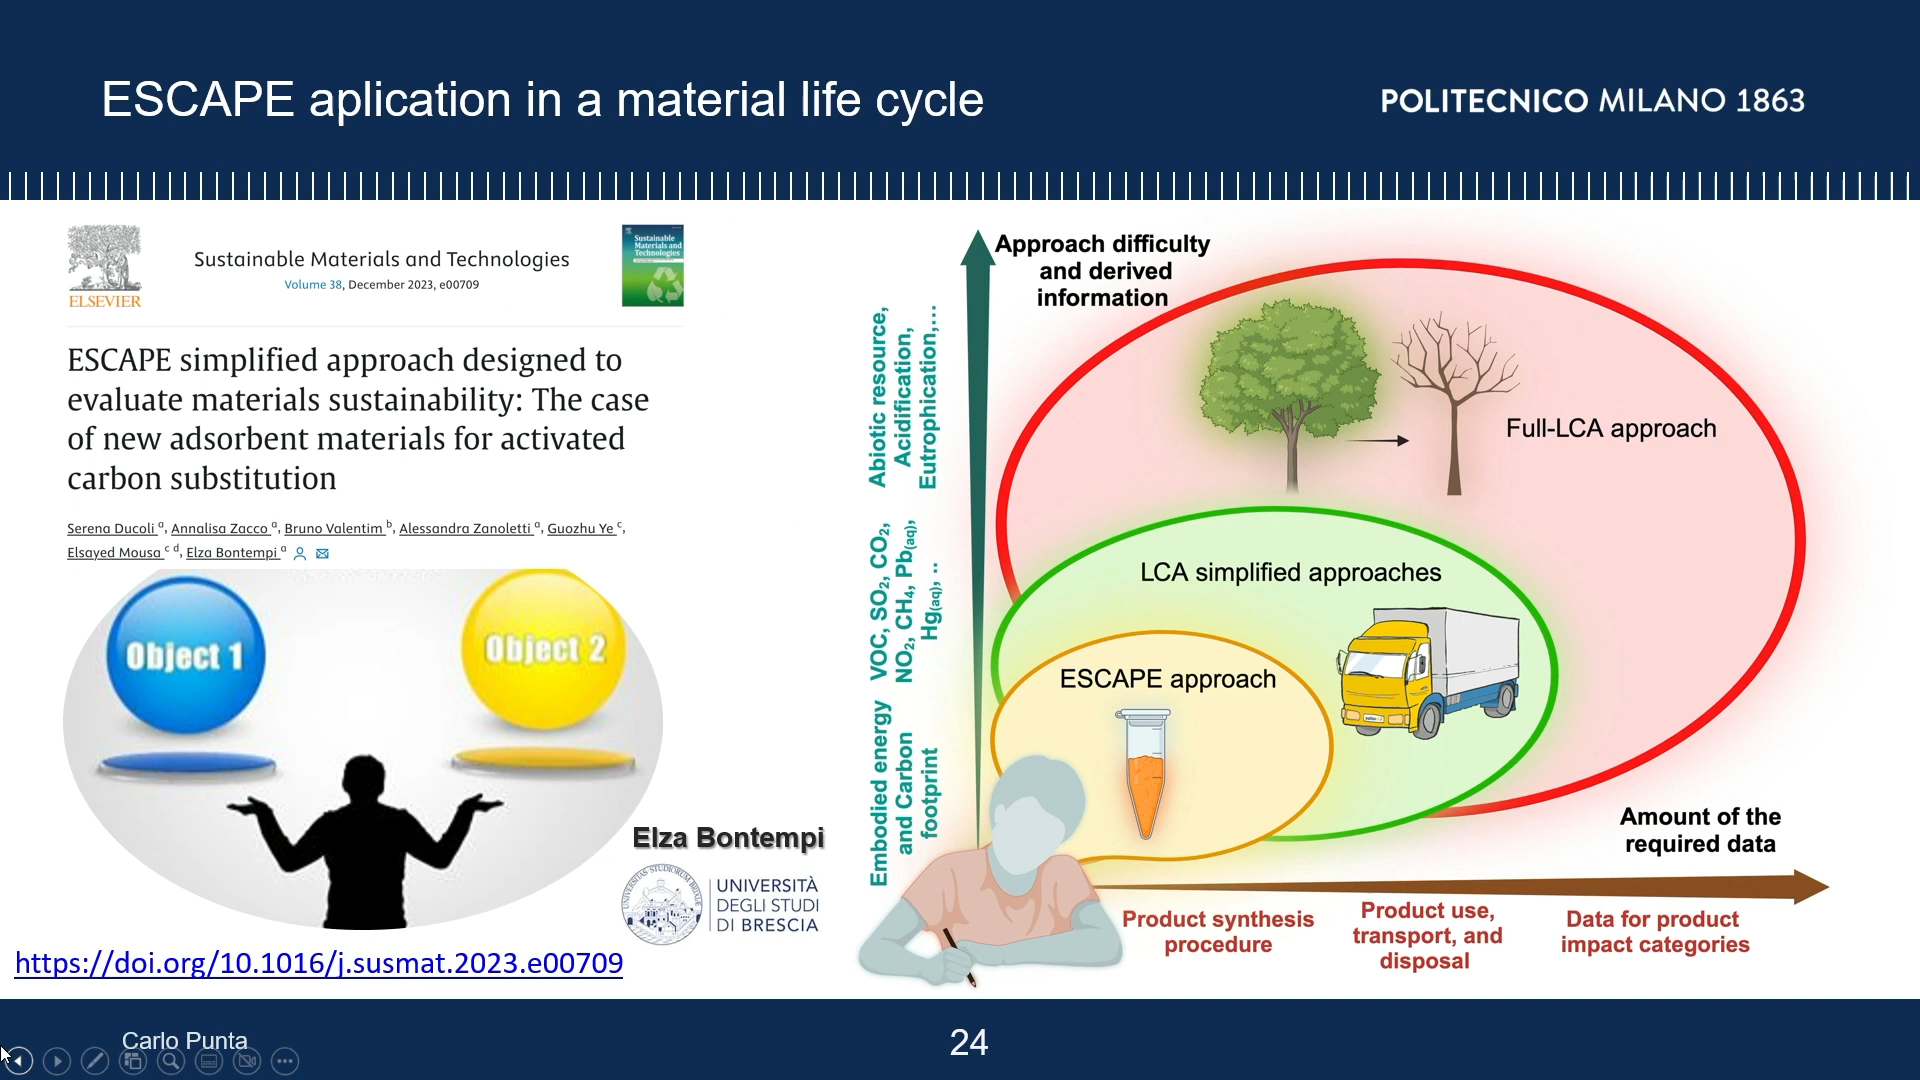 ESCAPE aplication in a material life cycle
POLITECNICO MILANO 1863
ELSEVIER
Sustainable Materials and Technologies
Volume 38, December 2023, e00709
Sustainable
Materials and
Technologies
ESCAPE simplified approach designed to
evaluate materials sustainability: The case
of new adsorbent materials for activated
carbon substitution
Serena Ducoli a, Annalisa Zacco a, Bruno Valentim b, Alessandra Zanoletti a, Guozhu Ye c,
Elsayed Mousa c d, Elza Bontempi a
Object 1
Object 2
Elza Bontempi
UNIVERSITÀ
DEGLI STUDI
DI BRESCIA
https://doi.org/10.1016/j.susmat.2023.e00709
Approach difficulty
and derived
information
Abiotic resource,
Acidification,
Eutrophication,...
VOC, SO2, CO2,
NO2, CH4, Pb(aq),
Hg(aq), ..
Embodied energy
and Carbon
footprint
Full-LCA approach
LCA simplified approaches
ESCAPE approach
Amount of the
required data
Product synthesis
procedure
Product use,
transport, and
disposal
Data for product
impact categories
Carlo Punta
24